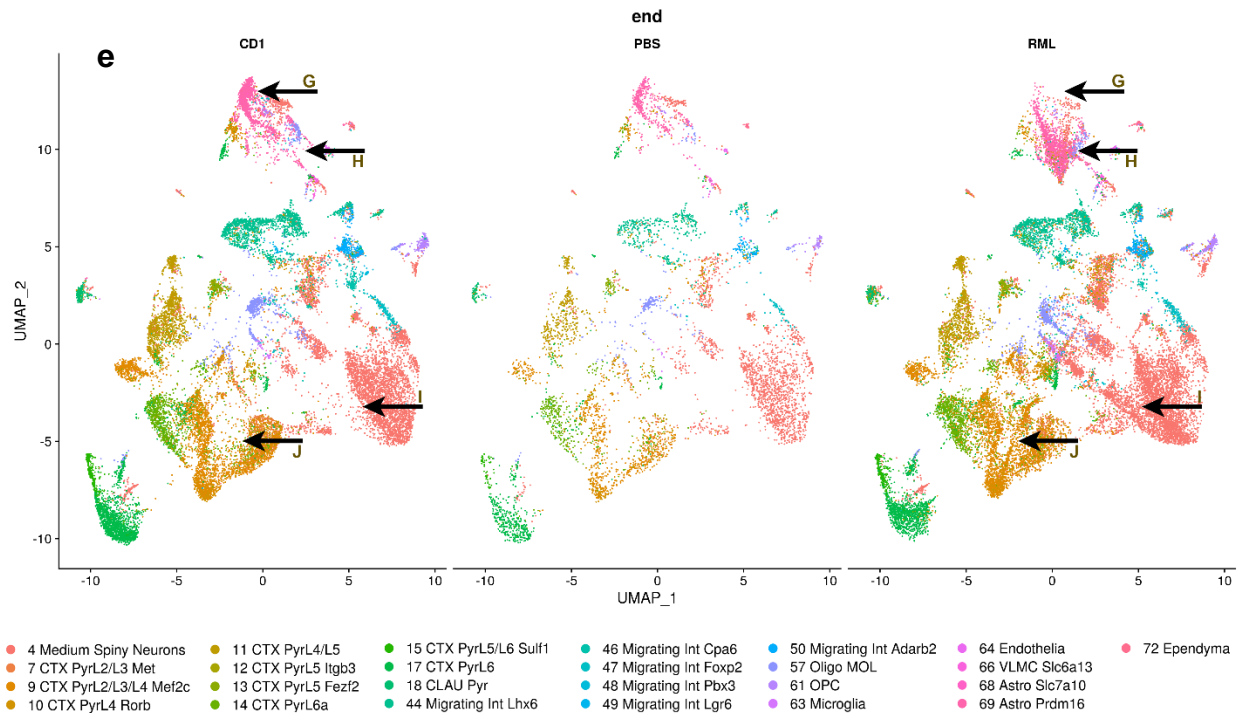 end
CD1 PBS RML
e
G
G
H
H
I
I
J
J
UMAP_2
10
5
0
-5
-10
-10 -5 0 5 10 -10 -5 0 5 10 -10 -5 0 5 10
UMAP_1
4 Medium Spiny Neurons
7 CTX PyrL2/L3 Met
9 CTX PyrL2/L3/L4 Mef2c
10 CTX PyrL4 Rorb
11 CTX PyrL4/L5
12 CTX PyrL5 Itgb3
13 CTX PyrL5 Fezf2
14 CTX PyrL6a
15 CTX PyrL5/L6 Sulf1
17 CTX PyrL6
18 CLAU Pyr
44 Migrating Int Lhx6
46 Migrating Int Cpa6
47 Migrating Int Foxp2
48 Migrating Int Pbx3
49 Migrating Int Lgr6
50 Migrating Int Adarb2
57 Oligo MOL
61 OPC
63 Microglia
64 Endothelia
66 VLMC Slc6a13
68 Astro Slc7a10
69 Astro Prdm16
72 Ependyma